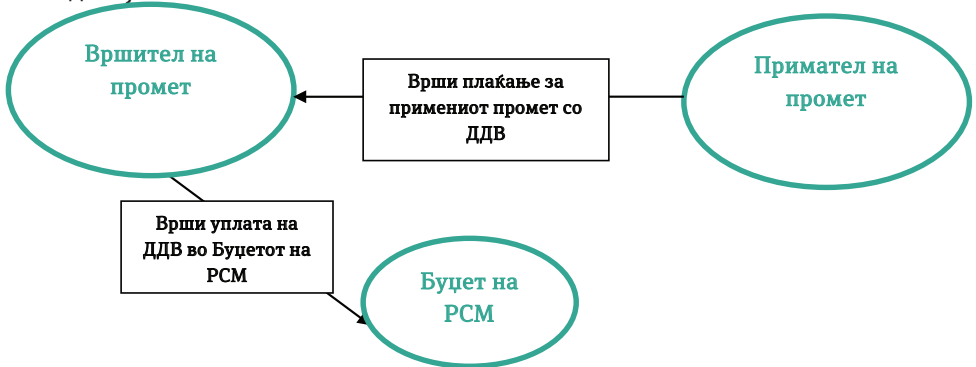 Вршител на
промет
Врши плаќање за
примениот промет со
ДДВ
Примател на
промет
Врши уплата на
ДДВ во Буџетот на
РСМ
Буџет на
РСМ